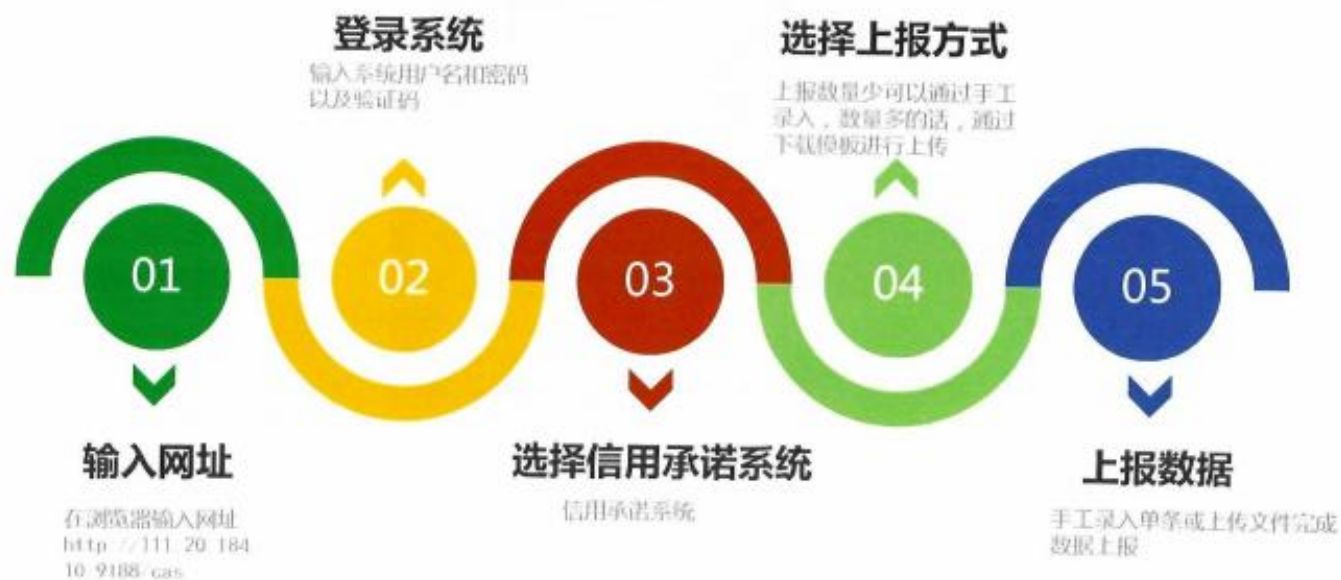 登录系统
输入系统用户名和密码
以及验证码
选择上报方式
上报数量少可以通过手工
录入，数量多的话，通过
下载模板进行上传
01
02
03
04
05
输入网址
在浏览器输入网址
http //111 20 184
10 9188 cas
选择信用承诺系统
信用承诺系统
上报数据
手工录入单条或上传文件完成
数据上报